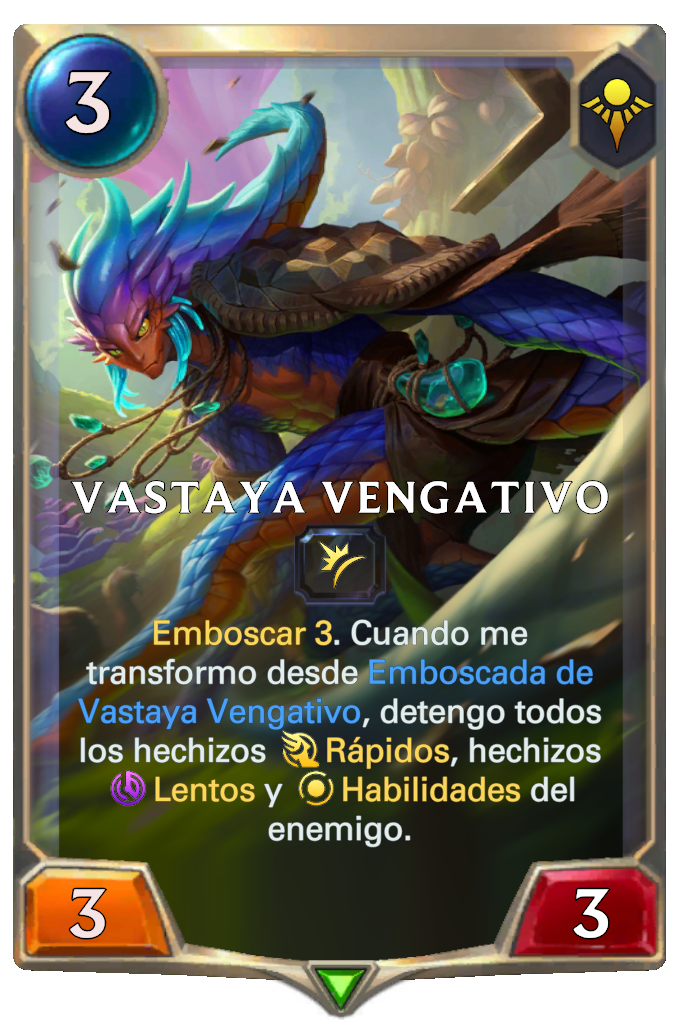 3
VASTAYA VENGATIVO
Emboscar 3. Cuando me
transformo desde Emboscada de
Vastaya Vengativo, detengo todos
los hechizos Rápidos, hechizos
Lentos y Habilidades del
enemigo.
3
3